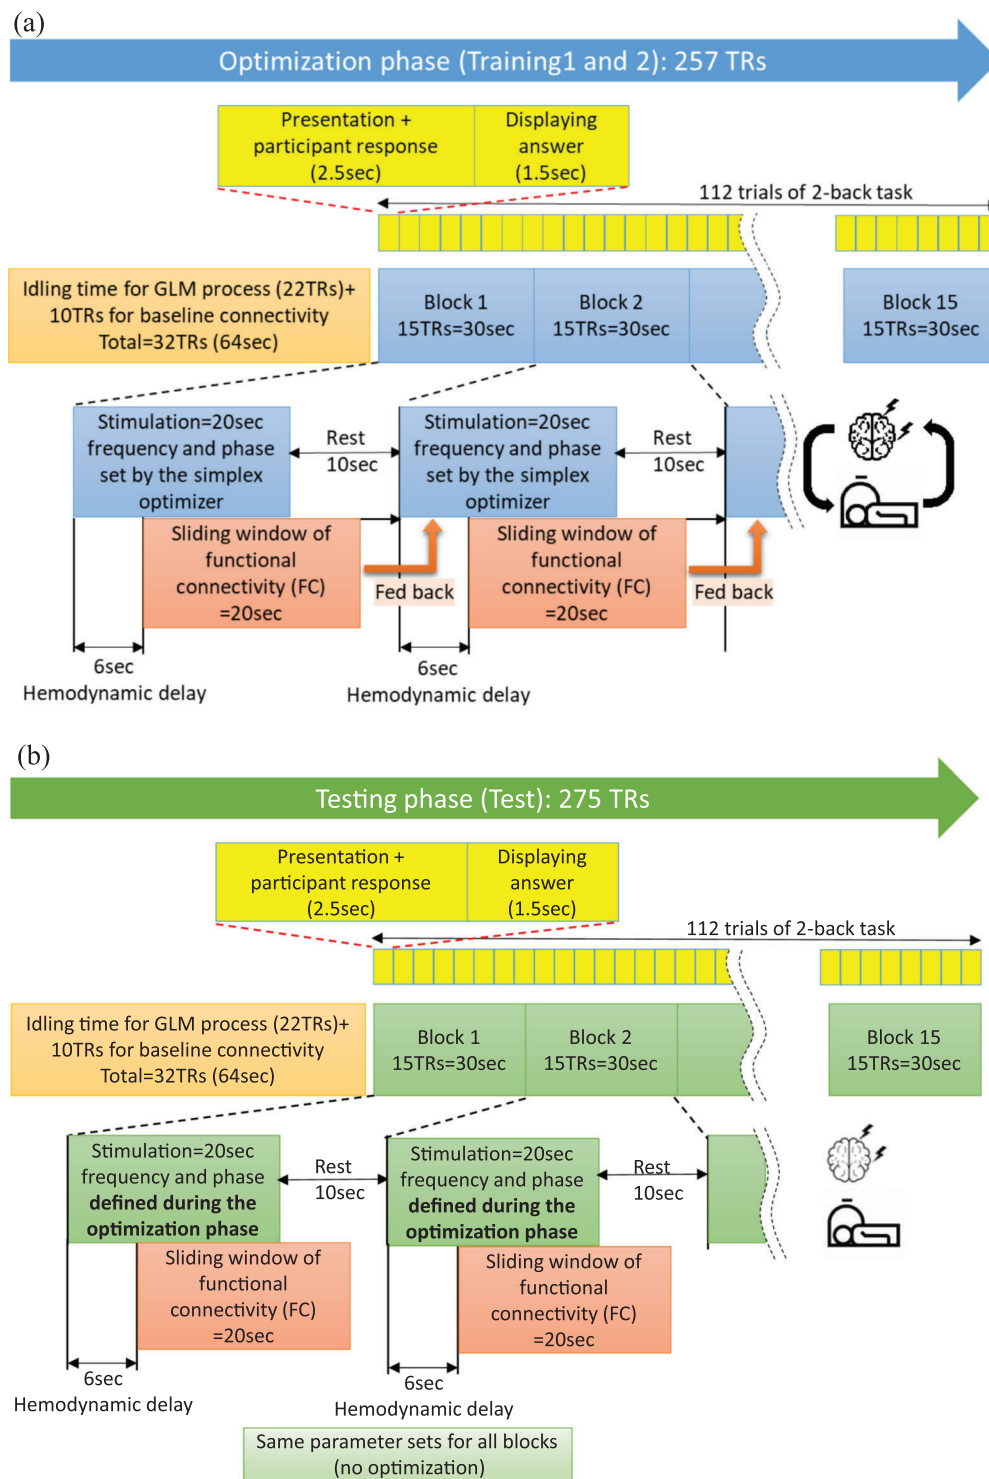 (a)
Optimization phase (Training1 and 2): 257 TRs
Presentation +
participant response
(2.5sec)
Displaying
answer
(1.5sec)
112 trials of 2-back task
Idling time for GLM process (22TRs)+
10TRs for baseline connectivity
Total=32TRs (64sec)
Block 1
15TRs=30sec
Block 2
15TRs=30sec
Block 15
15TRs=30sec
Stimulation=20sec
frequency and phase
set by the simplex
optimizer
Rest
10sec
Stimulation=20sec
frequency and phase
set by the simplex
optimizer
Rest
10sec
Sliding window of
functional
connectivity (FC)
=20sec
Fed back
Sliding window of
functional
connectivity (FC)
=20sec
Fed back
6sec
Hemodynamic delay
6sec
Hemodynamic delay
(b)
Testing phase (Test): 275 TRs
Presentation +
participant response
(2.5sec)
Displaying
answer
(1.5sec)
112 trials of 2-back task
Idling time for GLM process (22TRs)+
10TRs for baseline connectivity
Total=32TRs (64sec)
Block 1
15TRs=30sec
Block 2
15TRs=30sec
Block 15
15TRs=30sec
Stimulation=20sec
frequency and phase
defined during the
optimization phase
Rest
10sec
Stimulation=20sec
frequency and phase
defined during the
optimization phase
Rest
10sec
Sliding window of
functional
connectivity (FC)
=20sec
Sliding window of
functional
connectivity (FC)
=20sec
6sec
Hemodynamic delay
6sec
Hemodynamic delay
Same parameter sets for all blocks
(no optimization)